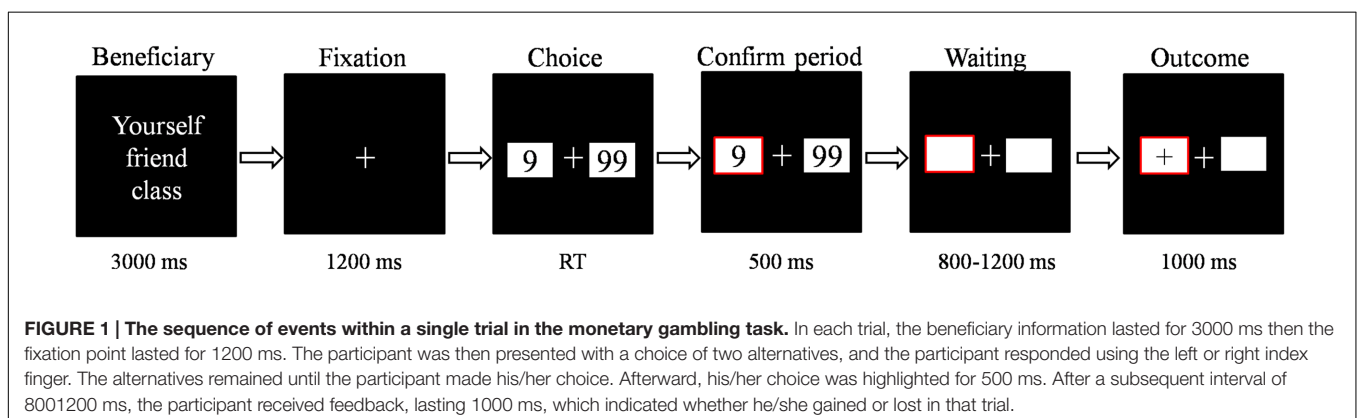 Beneficiary Fixation Choice Confirm period Waiting Outcome
Yourself
friend
class
+
9 + 99
9 + 99
+
+ +
3000 ms 1200 ms RT 500 ms 800-1200 ms 1000 ms
FIGURE 1 | The sequence of events within a single trial in the monetary gambling task. In each trial, the beneficiary information lasted for 3000 ms then the
fixation point lasted for 1200 ms. The participant was then presented with a choice of two alternatives, and the participant responded using the left or right index
finger. The alternatives remained until the participant made his/her choice. Afterward, his/her choice was highlighted for 500 ms. After a subsequent interval of
8001200 ms, the participant received feedback, lasting 1000 ms, which indicated whether he/she gained or lost in that trial.